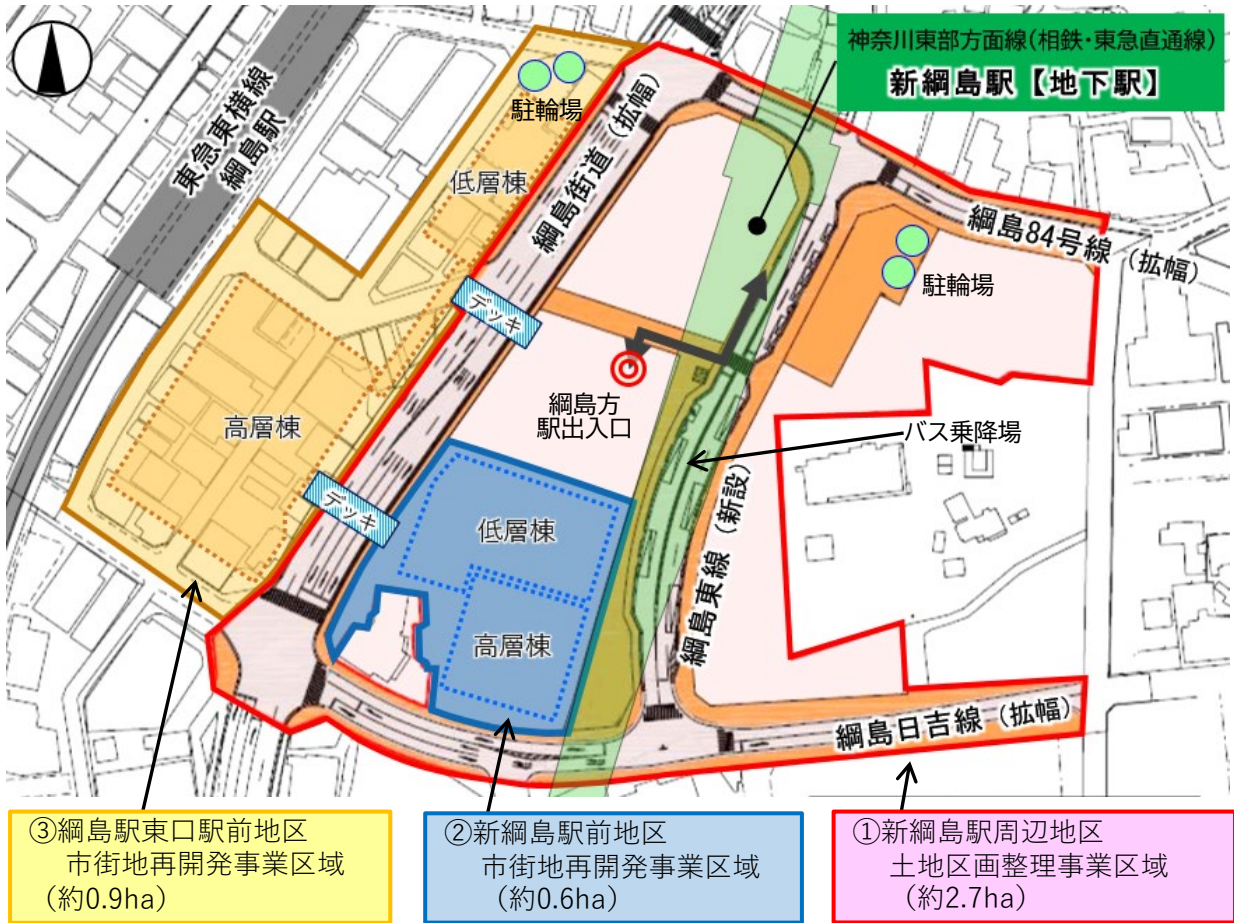 神奈川東部方面線(相鉄・東急直通線)
新綱島駅【地下駅】
東急東横線
綱島駅
駐輪場
低層棟
綱島街道（拡幅）
綱島84号線（拡幅）
駐輪場
デッキ
綱島方
駅出入口
高層棟
バス乗降場
デッキ
低層棟
綱島東線（新設）
高層棟
綱島日吉線（拡幅）
③綱島駅東口駅前地区
市街地再開発事業区域
(約0.9ha)
②新綱島駅前地区
市街地再開発事業区域
(約0.6ha)
①新綱島駅周辺地区
土地区画整理事業区域
(約2.7ha)